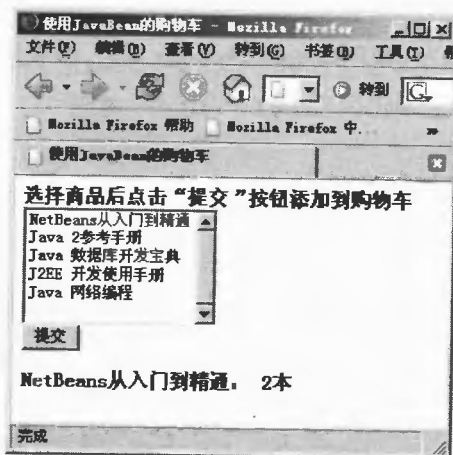 使用JavaBean的购物车 - Mozilla Firefox
文件(F) 编辑(E) 查看(V) 转到(G) 书签(B) 工具(T)
转到
Mozilla Firefox 帮助 Mozilla Firefox 中...
使用JavaBean的购物车
选择商品后点击“提交”按钮添加到购物车
NetBeans从入门到精通
Java 2参考手册
Java 数据库开发宝典
J2EE 开发使用手册
Java 网络编程
提交
NetBeans从入门到精通, 2本
完成